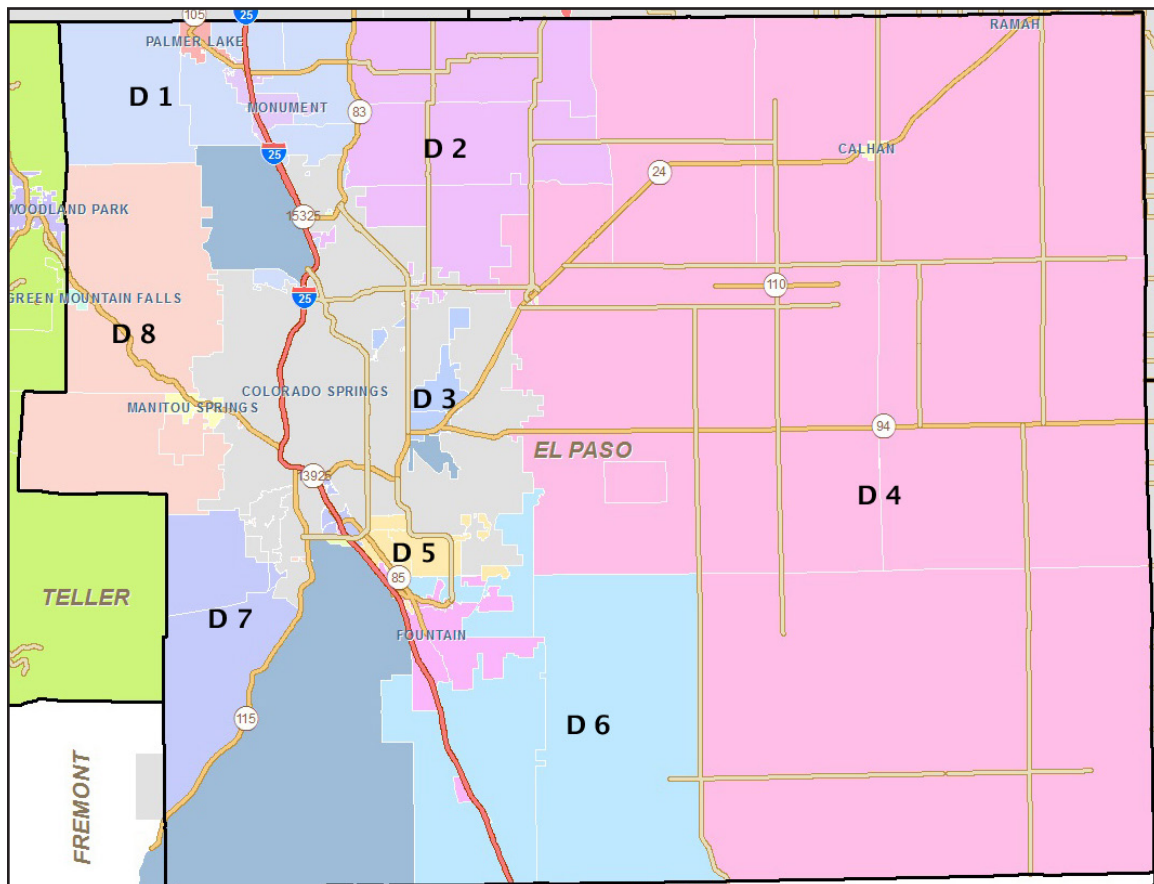 105
25
RAMAH
PALMER LAKE
D 1
MONUMENT
83
D 2
CALHAN
25
24
WOODLAND PARK
15325
GREEN MOUNTAIN FALLS
25
110
D 8
COLORADO SPRINGS
D 3
MANITOU SPRINGS
94
EL PASO
13925
D 4
D 5
85
TELLER
D 7
FOUNTAIN
115
D 6
FREMONT